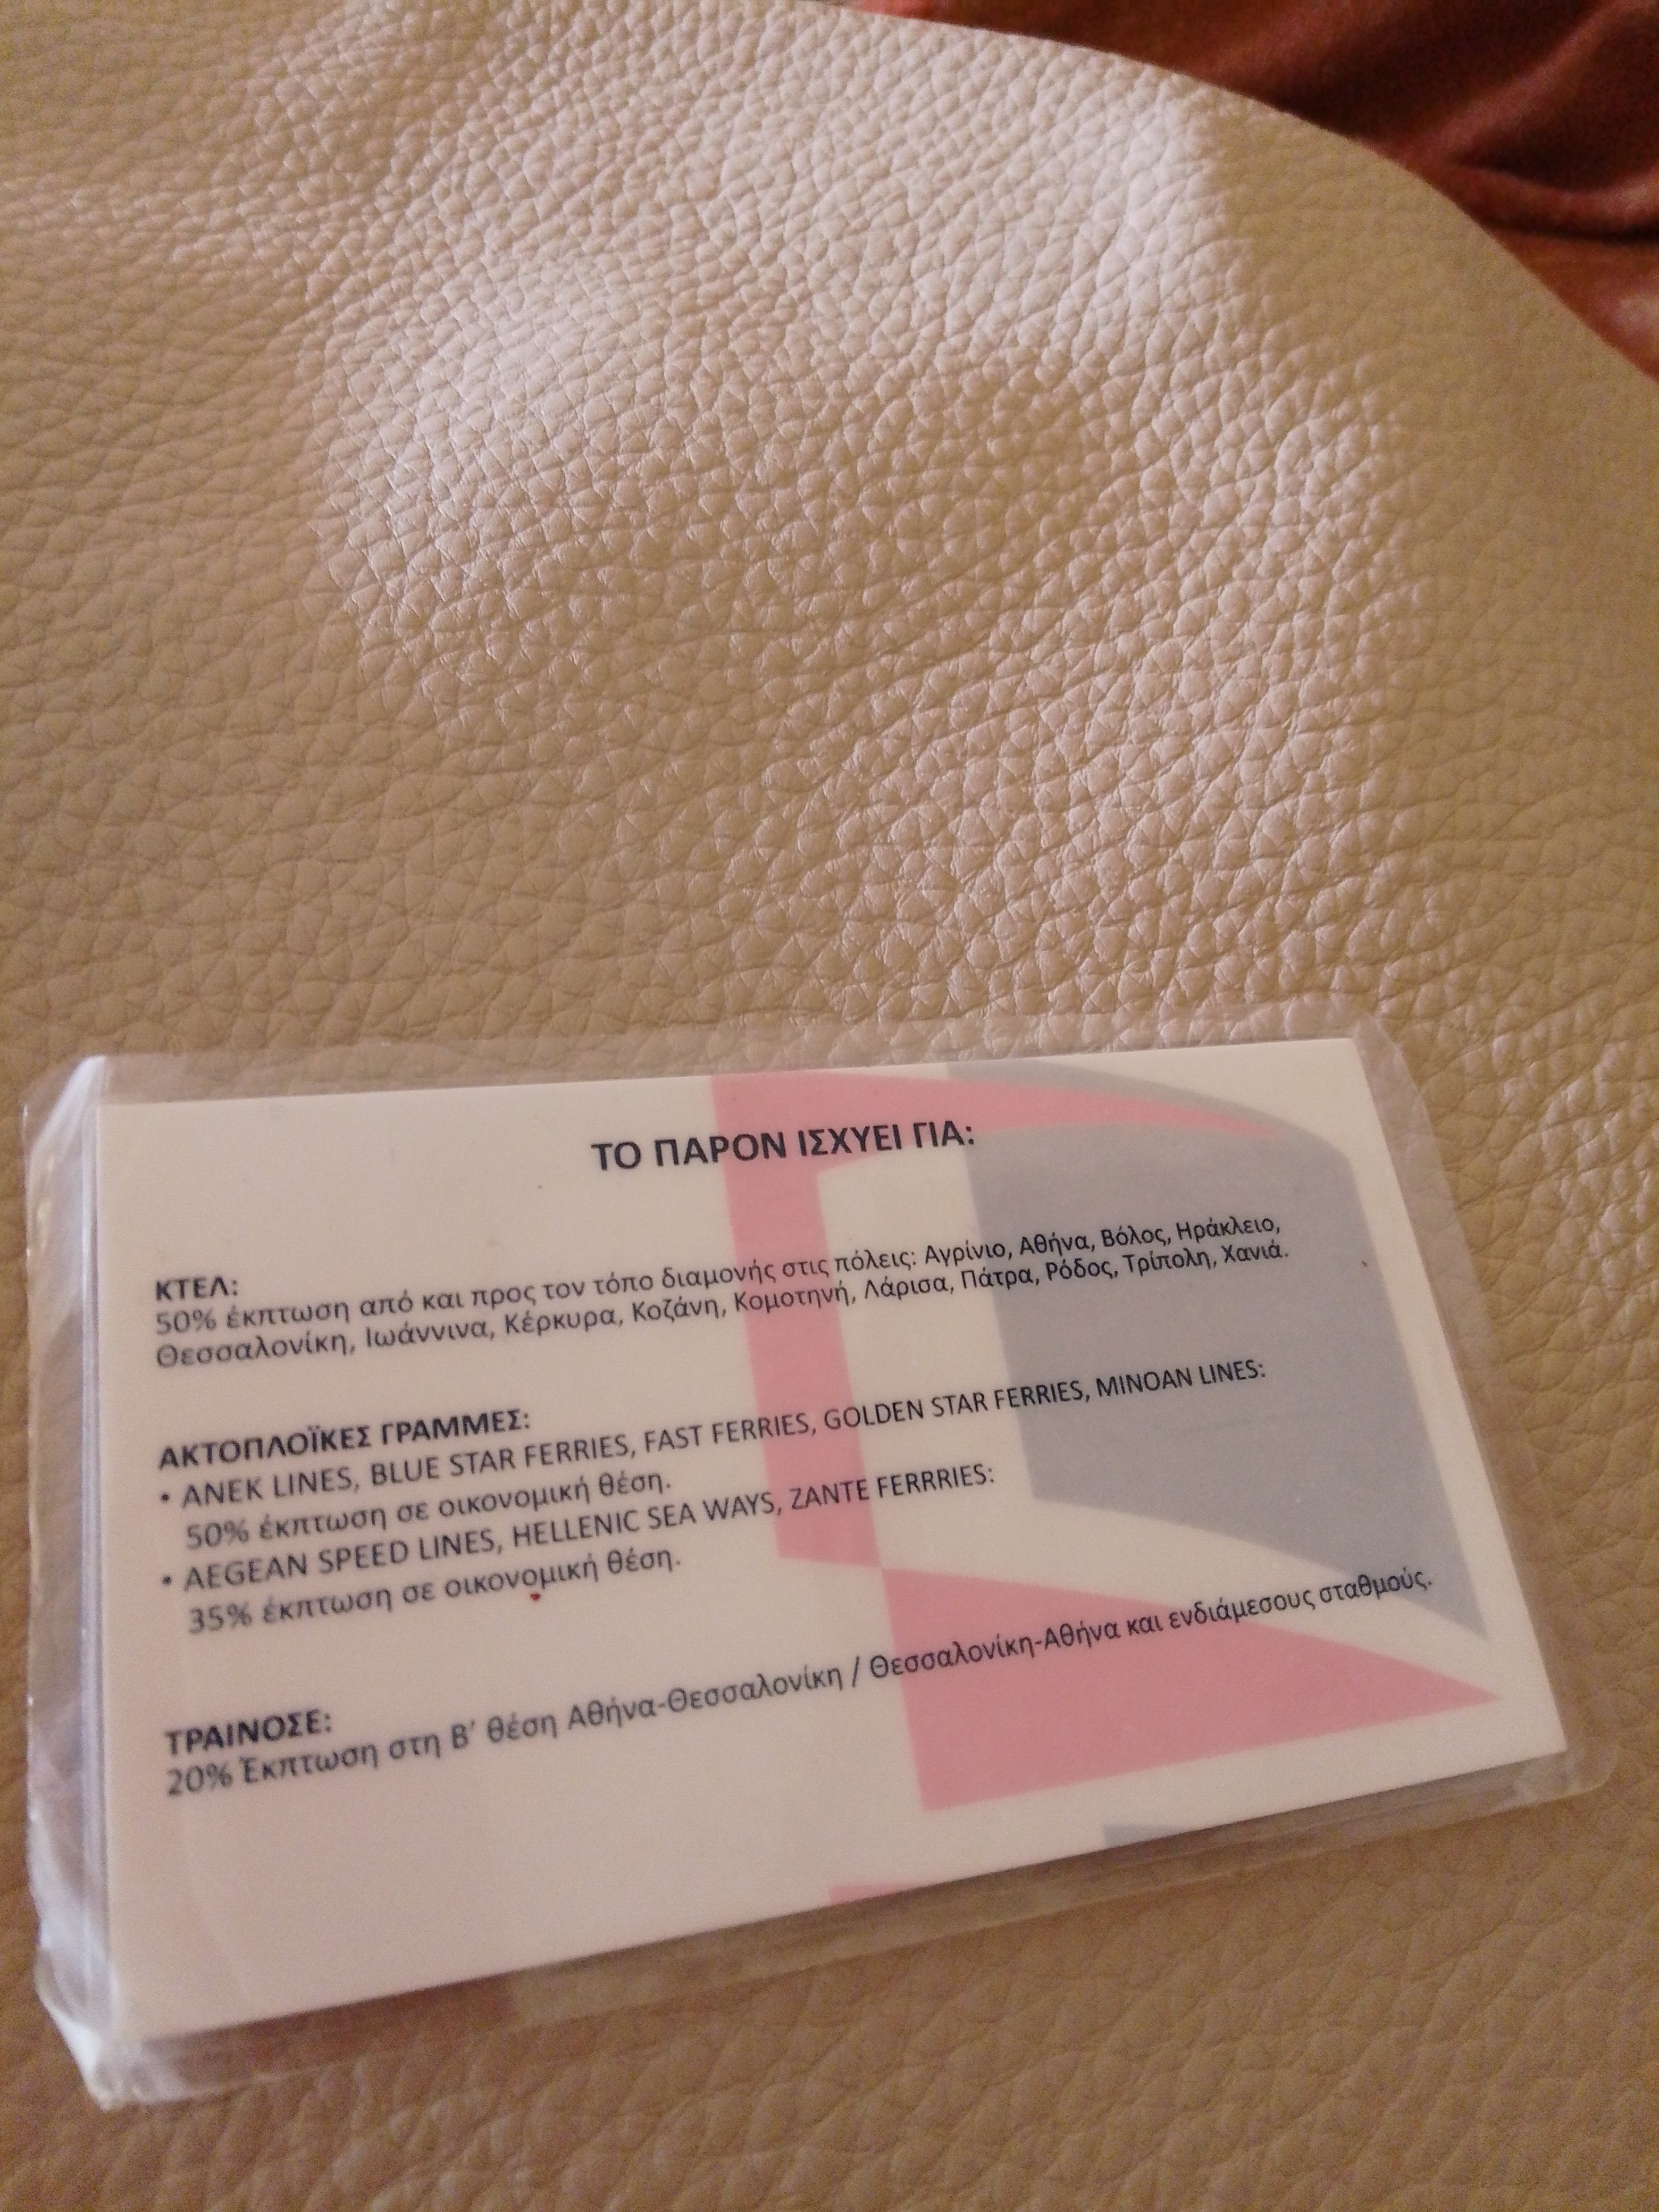 ΤΟ ΠΑΡΟΝ ΙΣΧΥΕΙ ΓΙΑ:
ΚΤΕΛ:
50% έκπτωση από και προς τον τόπο διαμονής στις πόλεις: Αγρίνιο, Αθήνα, Βόλος, Ηράκλειο,
Θεσσαλονίκη, Ιωάννινα, Κέρκυρα, Κοζάνη, Κομοτηνή, Λάρισα, Πάτρα, Ρόδος, Τρίπολη, Χανιά.
ΑΚΤΟΠΛΟΪΚΕΣ ΓΡΑΜΜΕΣ:
• ANEK LINES, BLUE STAR FERRIES, FAST FERRIES, GOLDEN STAR FERRIES, MINOAN LINES:
50% έκπτωση σε οικονομική θέση.
• AEGEAN SPEED LINES, HELLENIC SEA WAYS, ZANTE FERRRIES:
35% έκπτωση σε οικονομική θέση.
ΤΡΑΙΝΟΣΕ:
20% Έκπτωση στη Β' θέση Αθήνα-Θεσσαλονίκη / Θεσσαλονίκη-Αθήνα και ενδιάμεσους σταθμούς.